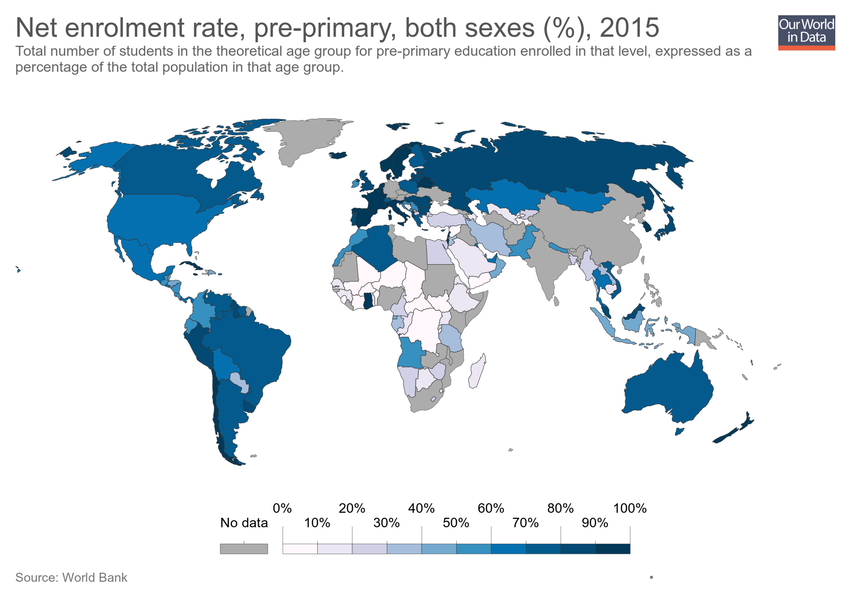 Net enrolment rate, pre-primary, both sexes (%), 2015
Our World
in Data
Total number of students in the theoretical age group for pre-primary education enrolled in that level, expressed as a
percentage of the total population in that age group.
0% 20% 40% 60% 80% 100%
No data 10% 30% 50% 70% 90%
Source: World Bank